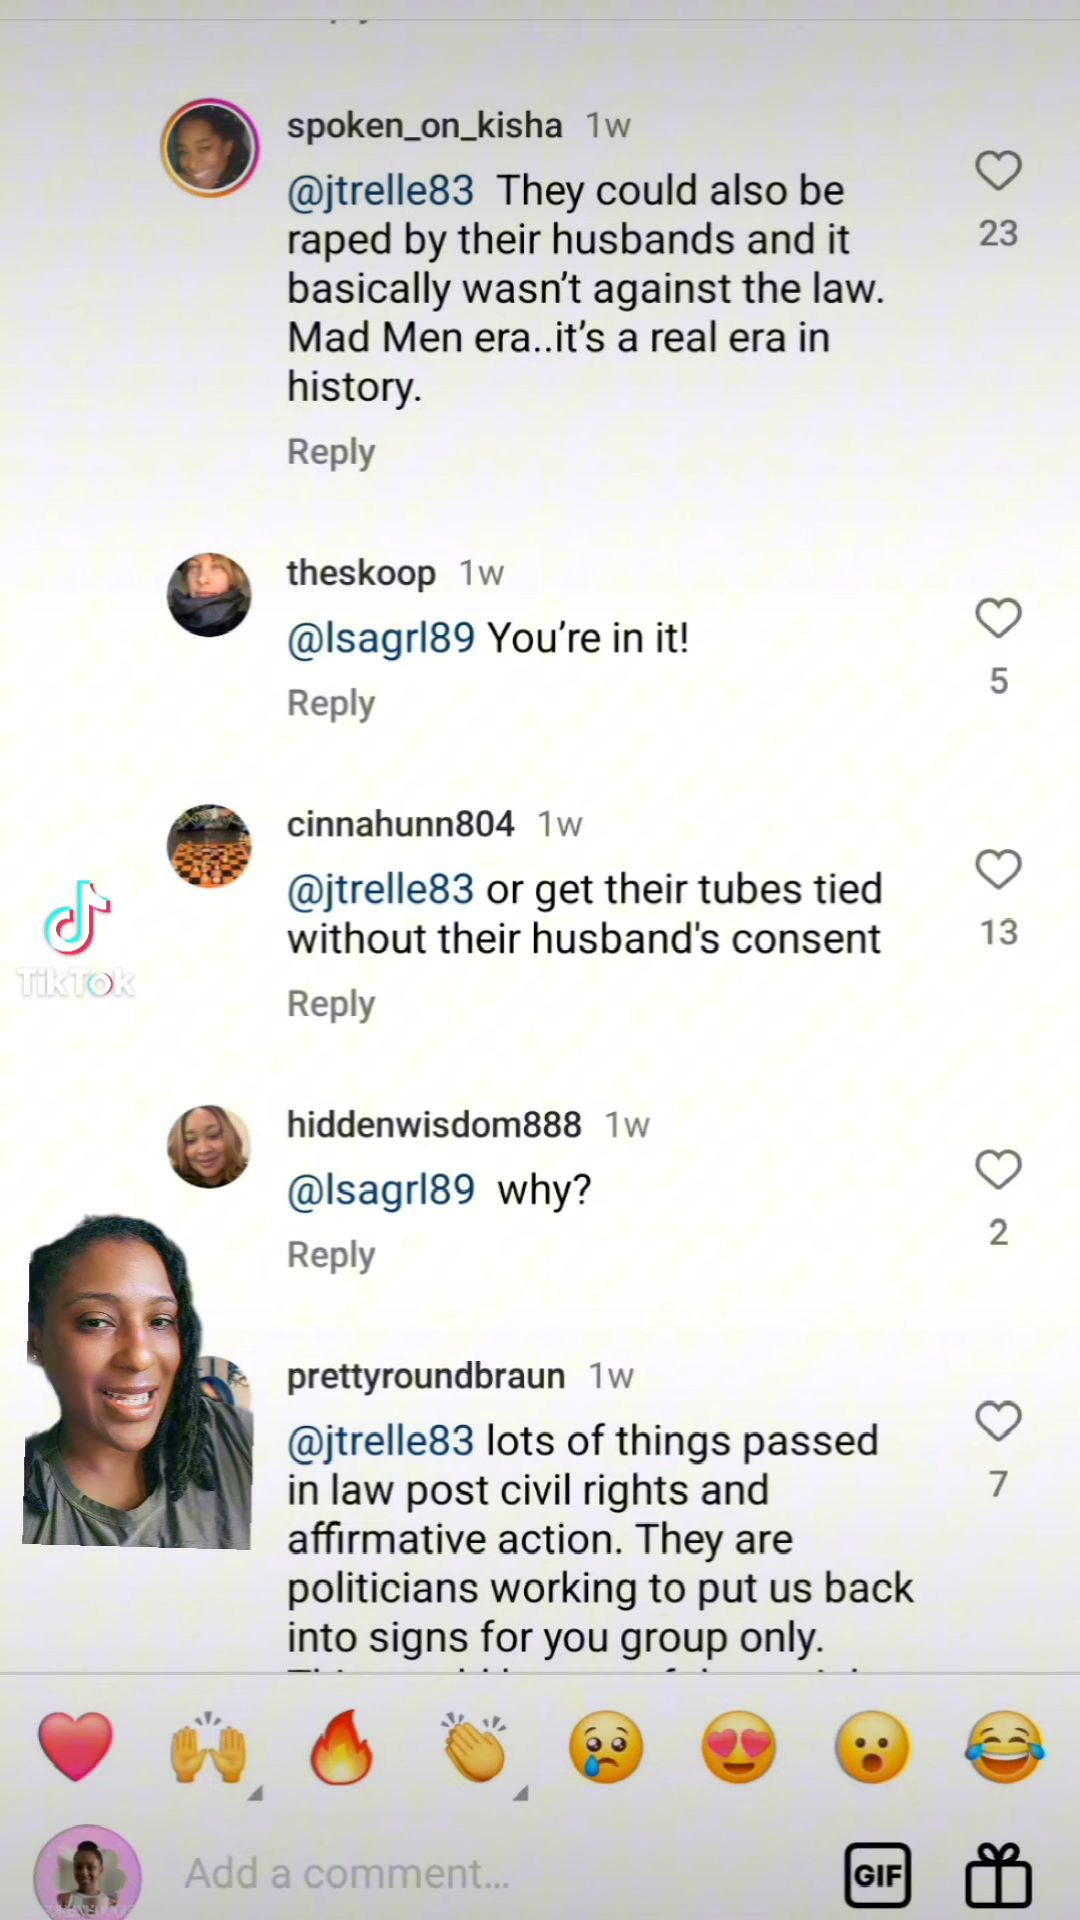 spoken_on_kisha 1w
@jtrelle83 They could also be
raped by their husbands and it
basically wasn’t against the law.
Mad Men era..it’s a real era in
history.
23
Reply
theskoop 1w
@lsagrl89 You’re in it!
5
Reply
cinnahunn804 1w
@jtrelle83 or get their tubes tied
without their husband's consent
13
Reply
TikTok
hiddenwisdom888 1w
@lsagrl89 why?
2
Reply
prettyroundbraun 1w
@jtrelle83 lots of things passed
in law post civil rights and
affirmative action. They are
politicians working to put us back
into signs for you group only.
7
Add a comment...
GIF